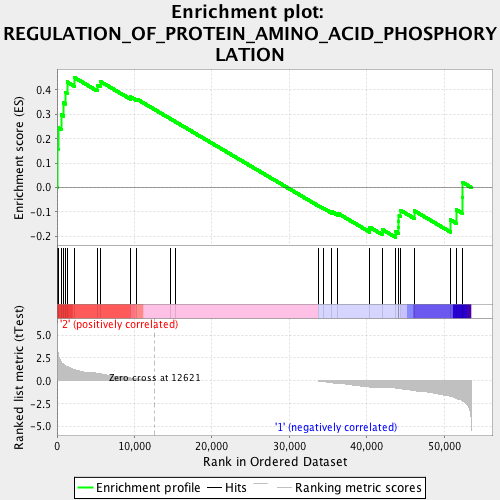 Enrichment plot:
REGULATION_OF_PROTEIN_AMINO_ACID_PHOSPHORY
LATION
Enrichment score (ES)
0.4
0.3
0.2
0.1
0.0
-0.1
-0.2
'2' (positively correlated)
Ranked list metric (tTest)
5.0
2.5
0.0
-2.5
-5.0
Zero cross at 12621
'1' (negatively correlated)
0
10,000
20,000
30,000
40,000
50,000
Rank in Ordered Dataset
Enrichment profile
Hits
Ranking metric scores